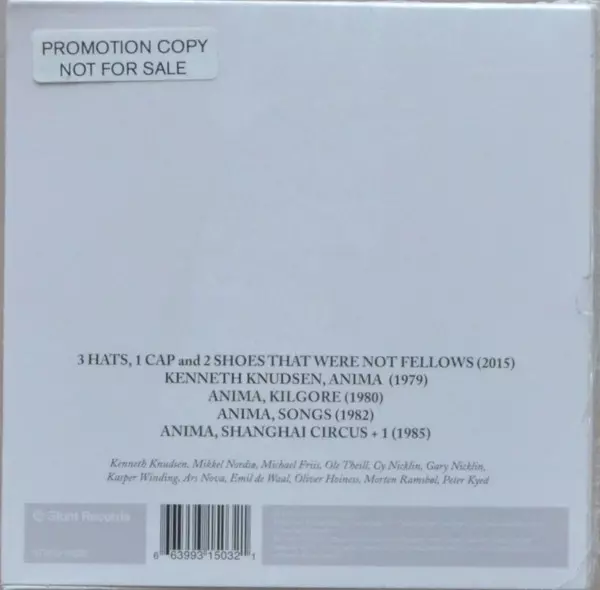 PROMOTION COPY
NOT FOR SALE
3 HATS, 1 CAP and 2 SHOES THAT WERE NOT FELLOWS (2015)
KENNETH KNUDSEN, ANIMA (1979)
ANIMA, KILGORE (1980)
ANIMA, SONGS (1982)
ANIMA, SHANGHAI CIRCUS + 1 (1985)
Kenneth Knudsen, Mikkel Nordsø, Michael Friis, Ole Theill, Cy Nicklin, Gary Nicklin,
Kasper Winding, Ars Nova, Emil de Waal, Oliver Hoiness, Morten Ramsbøl, Peter Kyed
Stunt Records
6 63993 15032 1